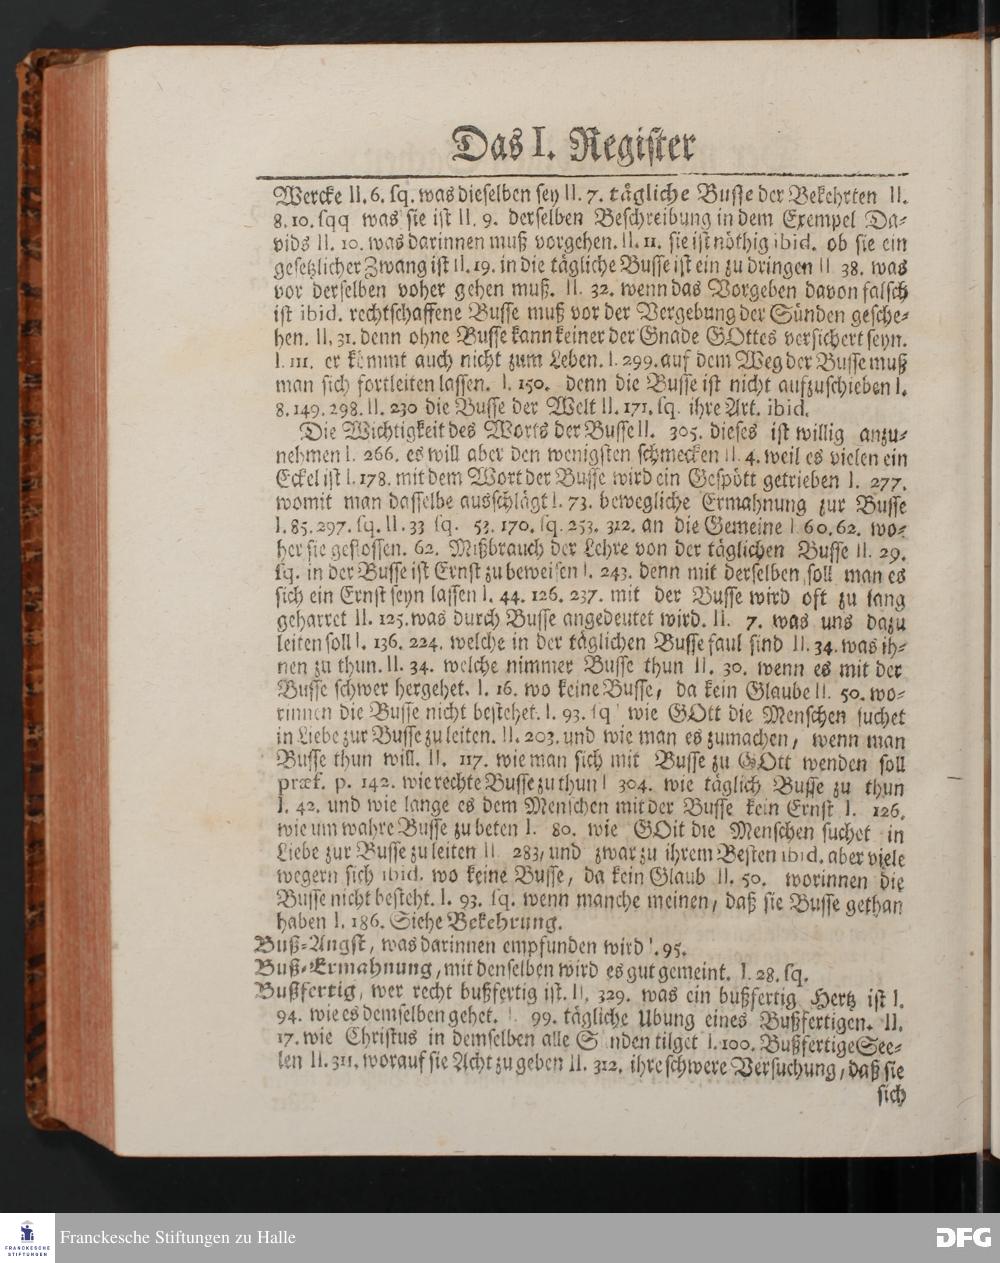 Das I. Register
Wercke II. 6. sq. was dieselben sey II. 7. tägliche Busse der Bekehrten II.
8. 10. sqq was sie ist II. 9. derselben Beschreibung in dem Exempel Da-
vids II. 10. was darinnen muß vorgehen. II. 11. sie ist nöthig ibid. ob sie ein
gesetzlicher Zwang ist II. 19. in die tägliche Busse ist ein zu dringen II 38. was
vor derselben voher gehen muß. II. 32. wenn das Vorgeben davon falsch
ist ibid. rechtschaffene Busse muß vor der Vergebung der Sünden gesche-
hen. II. 31. denn ohne Busse kann keiner der Gnade GOttes versichert seyn.
I. 111. er kömmt auch nicht zum Leben. I. 299. auf dem Weg der Busse muß
man sich fortleiten lassen. I. 150. denn die Busse ist nicht aufzuschieben I.
8. 149. 298. II. 230 die Busse der Welt II. 171. sq. ihre Art. ibid.
Die Wichtigkeit des Worts der Busse II. 305. dieses ist willig anzu-
nehmen I. 266. es will aber den wenigsten schmecken II. 4. weil es vielen ein
Eckel ist I. 178. mit dem Wort der Busse wird ein Gespött getrieben I. 277.
womit man dasselbe ausschlägt I. 73. bewegliche Ermahnung zur Busse
I. 85. 297. sq. II. 33 sq. 53. 170. sq. 253. 312. an die Gemeine I 60. 62. wo-
her sie geflossen. 62. Mißbrauch der Lehre von der täglichen Busse II. 29.
sq. in der Busse ist Ernst zu beweisen I. 243. denn mit derselben soll man es
sich ein Ernst seyn lassen I. 44. 126. 237. mit der Busse wird oft zu lang
geharret II. 125. was durch Busse angedeutet wird. II. 7. was uns dazu
leiten soll I. 136. 224. welche in der täglichen Busse faul sind II. 34. was ih-
nen zu thun. II. 34. welche nimmer Busse thun II. 30. wenn es mit der
Busse schwer hergehet. I. 16. wo keine Busse, da kein Glaube II. 50. wo-
rinnen die Busse nicht bestehet. I. 93. sq wie GOtt die Menschen suchet
in Liebe zur Busse zu leiten. II. 203. und wie man es zumachen, wenn man
Busse thun will. II. 117. wie man sich mit Busse zu GOtt wenden soll
præf. p. 142. wie rechte Busse zu thun I 304. wie täglich Busse zu thun
I. 42. und wie lange es dem Menschen mit der Busse kein Ernst I. 126.
wie um wahre Busse zu beten I. 80. wie GOtt die Menschen suchet in
Liebe zur Busse zu leiten II 283, und zwar zu ihrem Besten ibid. aber viele
wegern sich ibid. wo keine Busse, da kein Glaub II. 50. worinnen die
Busse nicht besteht. I. 93. sq. wenn manche meinen, daß sie Busse gethan
haben I. 186. Siehe Bekehrung.
Buß-Angst, was darinnen empfunden wird I. 95.
Buß-Ermahnung, mit denselben wird es gut gemeint. I. 28. sq.
Bußfertig, wer recht bußfertig ist. II. 329. was ein bußfertig Hertz ist I.
94. wie es demselben gehet. I 99. tägliche Ubung eines Bußfertigen. II.
17. wie Christus in demselben alle S nden tilget I. 100. Bußfertige See-
len II. 311. worauf sie Acht zu geben II. 312. ihre schwere Versuchung, daß sie
sich
FRANCKESCHE STIFTUNGEN
Franckesche Stiftungen zu Halle
DFG